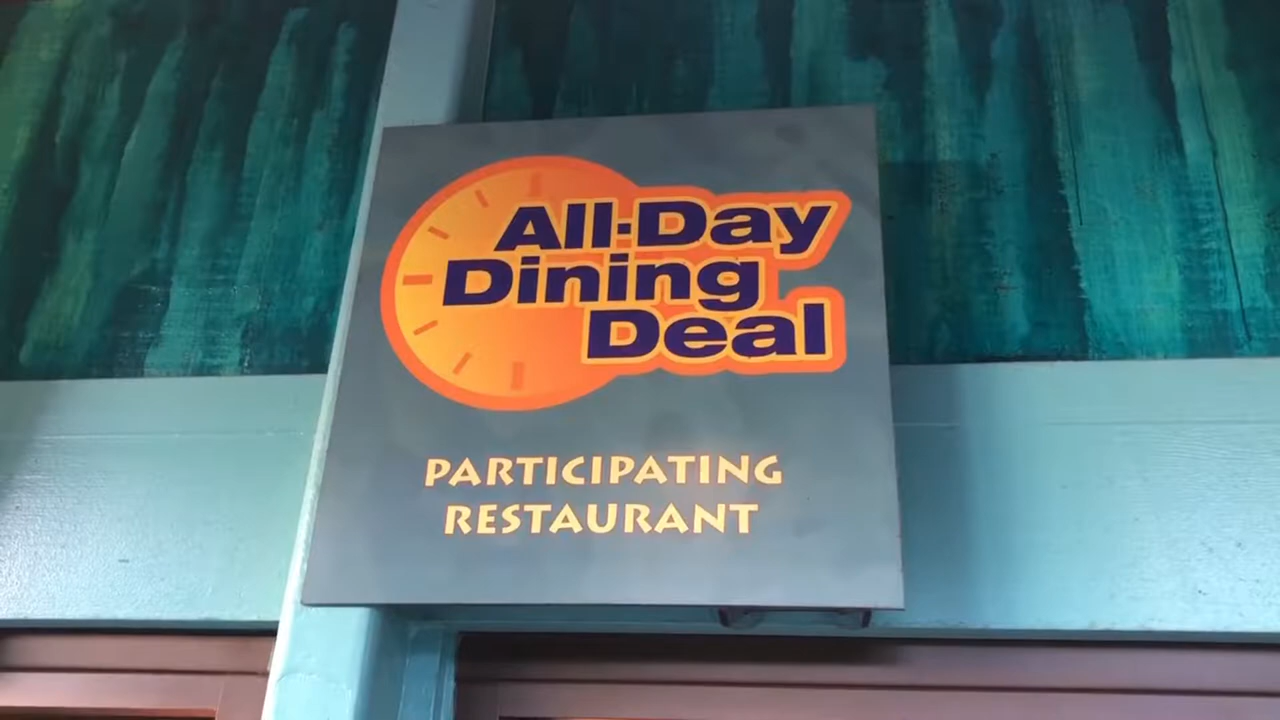 All-Day
Dining
Deal
PARTICIPATING
RESTAURANT